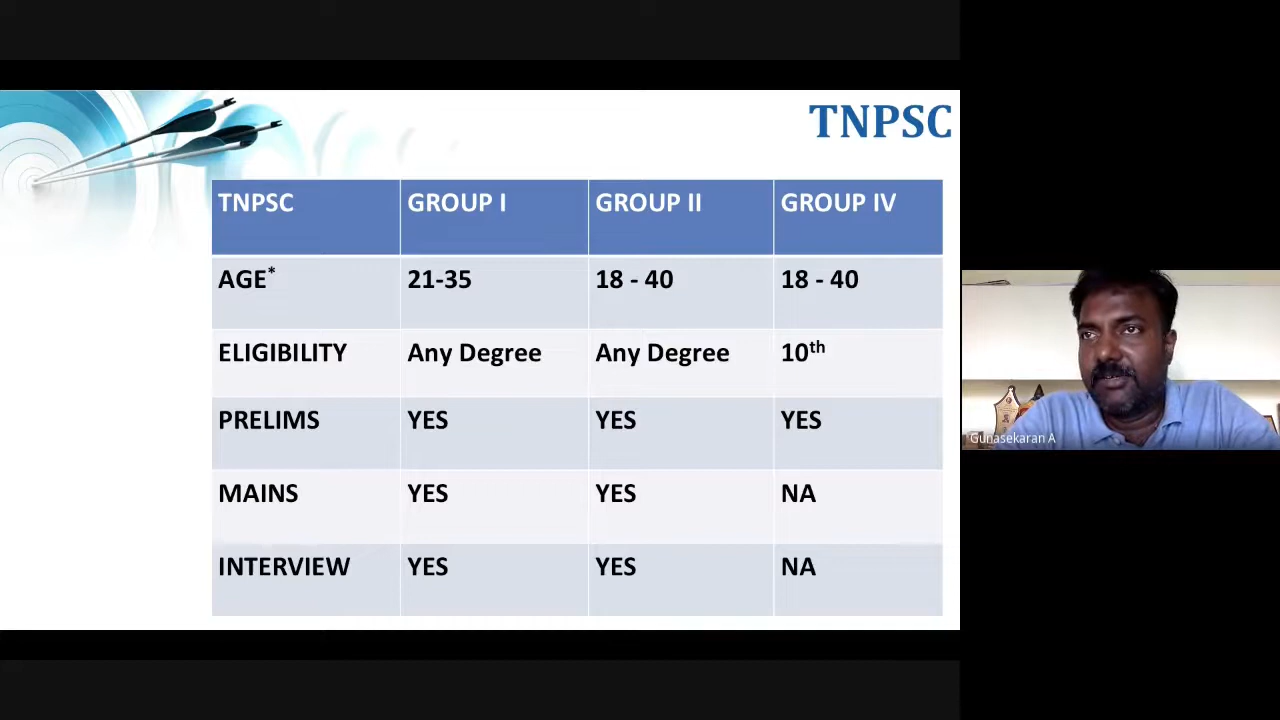 TNPSC
TNPSC GROUP I GROUP II GROUP IV
AGE* 21-35 18 - 40 18 - 40
ELIGIBILITY Any Degree Any Degree 10th
PRELIMS YES YES YES
MAINS YES YES NA
INTERVIEW YES YES NA
Gunasekaran A